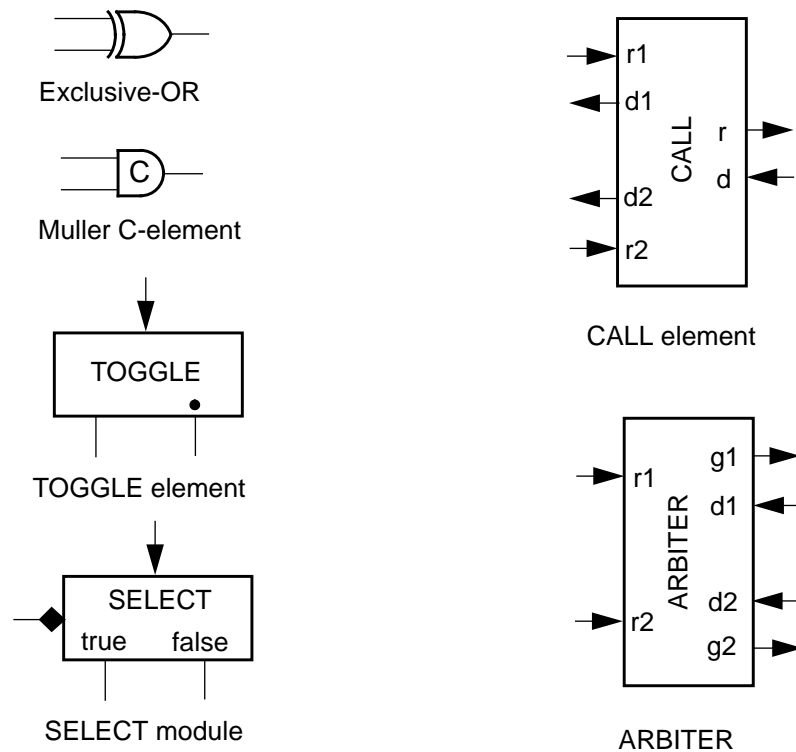 Exclusive-OR
C
Muller C-element
TOGGLE
TOGGLE element
SELECT
true false
SELECT module
r1
d1
CALL
r
d
d2
r2
CALL element
r1
g1
d1
ARBITER
r2
d2
g2
ARBITER